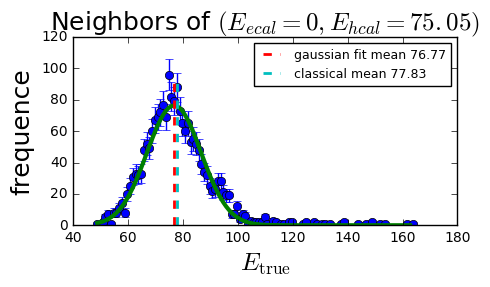 Neighbors of (E_ecal = 0, E_hcal = 75.05)
gaussian fit mean 76.77
classical mean 77.83
frequence
120
100
80
60
40
20
0
40 60 80 100 120 140 160 180
E_true